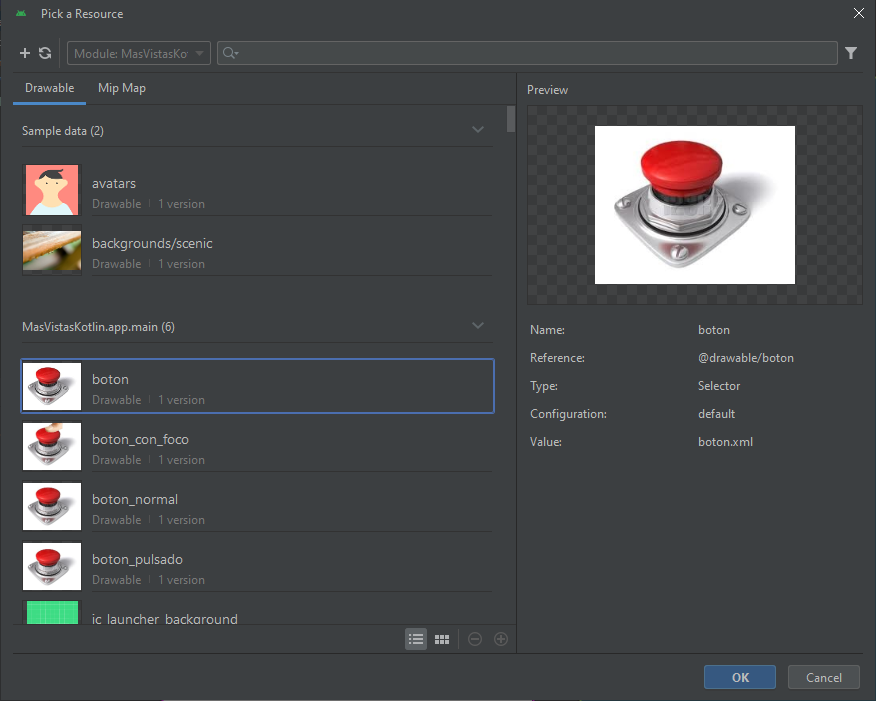 Pick a Resource
Module: MasVistasKo
Drawable Mip Map
Sample data (2)
avatars
Drawable 1 version
backgrounds/scenic
Drawable 1 version
MasVistasKotlin.app.main (6)
boton
Drawable 1 version
boton_con_foco
Drawable 1 version
boton_normal
Drawable 1 version
boton_pulsado
Drawable 1 version
ic_launcher_background
Preview
Name: boton
Reference: @drawable/boton
Type: Selector
Configuration: default
Value: boton.xml
OK Cancel